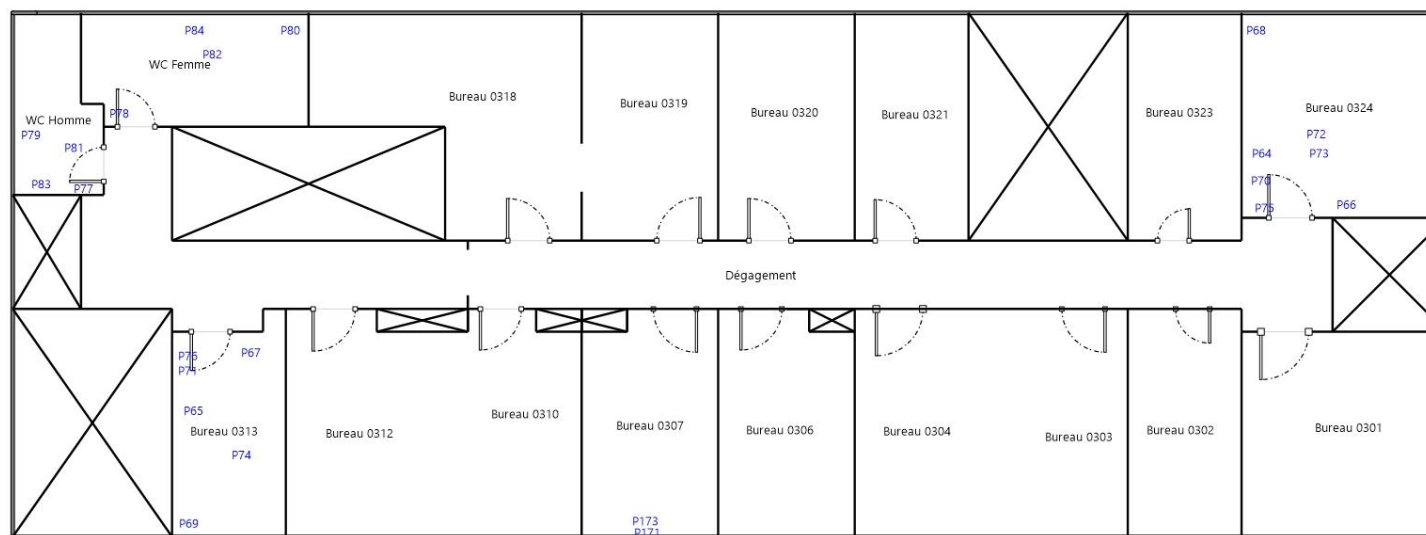 P84
P80
P68
P82
WC Femme
Bureau 0318
Bureau 0319
Bureau 0320
Bureau 0321
Bureau 0323
Bureau 0324
P78
WC Homme
P79
P72
P81
P64
P73
P83
P77
P70
P75
P66
Dégagement
P76
P67
P71
P65
Bureau 0313
Bureau 0312
Bureau 0310
Bureau 0307
Bureau 0306
Bureau 0304
Bureau 0303
Bureau 0302
Bureau 0301
P74
P69
P173
P171